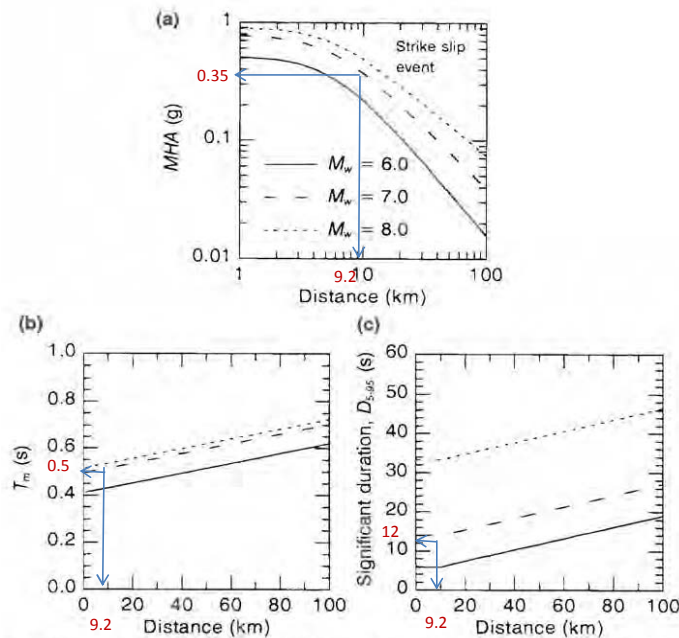 (a)
1
Strike slip
event
0.35
MHA (g)
0.1
M_w = 6.0
M_w = 7.0
M_w = 8.0
0.01
1
9.2
10
100
Distance (km)
(b)
1.0
0.8
0.6
0.5
T_m (s)
0.4
0.2
0.0
0
20
40
60
80
100
9.2
Distance (km)
(c)
60
Significant duration, D_5-95 (s)
50
40
30
20
12
10
0
0
20
40
60
80
100
9.2
Distance (km)